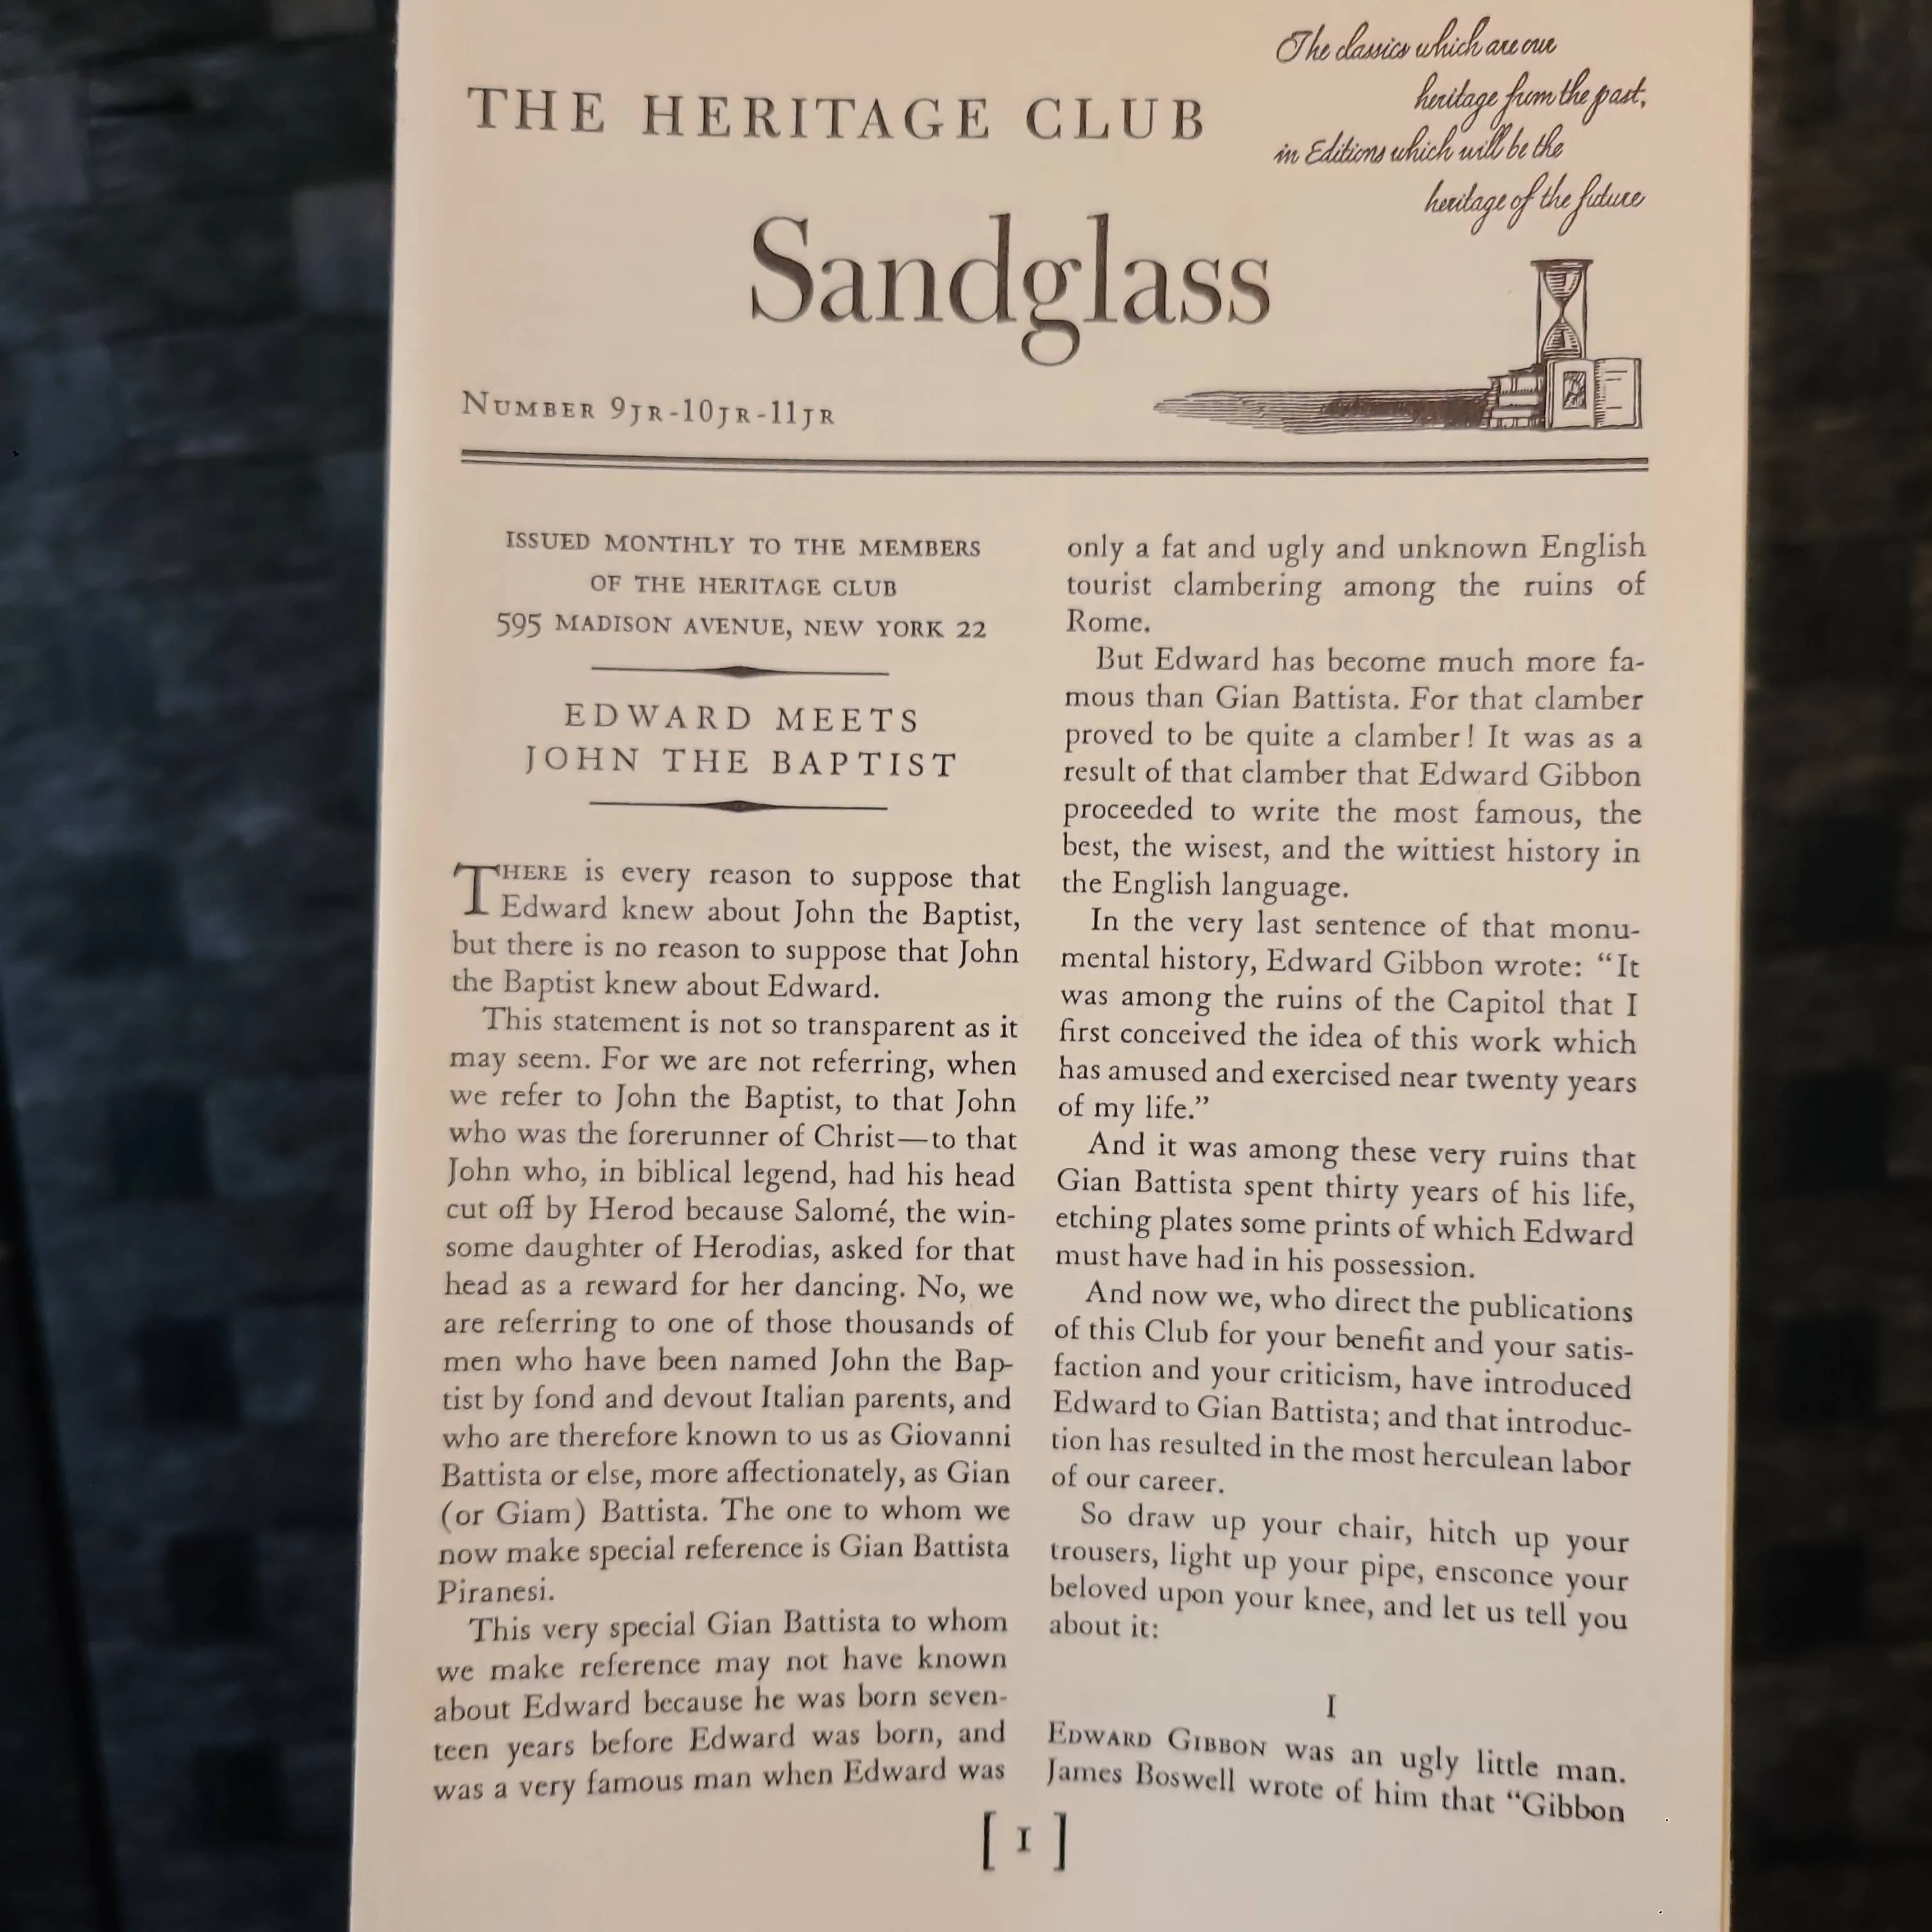 The classics which are our
heritage from the past,
in Editions which will be the
heritage of the future
THE HERITAGE CLUB
Sandglass
NUMBER 9JR-10JR-11JR
ISSUED MONTHLY TO THE MEMBERS
OF THE HERITAGE CLUB
595 MADISON AVENUE, NEW YORK 22
EDWARD MEETS
JOHN THE BAPTIST
THERE is every reason to suppose that
Edward knew about John the Baptist,
but there is no reason to suppose that John
the Baptist knew about Edward.
This statement is not so transparent as it
may seem. For we are not referring, when
we refer to John the Baptist, to that John
who was the forerunner of Christ—to that
John who, in biblical legend, had his head
cut off by Herod because Salomé, the win-
some daughter of Herodias, asked for that
head as a reward for her dancing. No, we
are referring to one of those thousands of
men who have been named John the Bap-
tist by fond and devout Italian parents, and
who are therefore known to us as Giovanni
Battista or else, more affectionately, as Gian
(or Giam) Battista. The one to whom we
now make special reference is Gian Battista
Piranesi.
This very special Gian Battista to whom
we make reference may not have known
about Edward because he was born seven-
teen years before Edward was born, and
was a very famous man when Edward was
only a fat and ugly and unknown English
tourist clambering among the ruins of
Rome.
But Edward has become much more fa-
mous than Gian Battista. For that clamber
proved to be quite a clamber! It was as a
result of that clamber that Edward Gibbon
proceeded to write the most famous, the
best, the wisest, and the wittiest history in
the English language.
In the very last sentence of that monu-
mental history, Edward Gibbon wrote: “It
was among the ruins of the Capitol that I
first conceived the idea of this work which
has amused and exercised near twenty years
of my life.”
And it was among these very ruins that
Gian Battista spent thirty years of his life,
etching plates some prints of which Edward
must have had in his possession.
And now we, who direct the publications
of this Club for your benefit and your satis-
faction and your criticism, have introduced
Edward to Gian Battista; and that introduc-
tion has resulted in the most herculean labor
of our career.
So draw up your chair, hitch up your
trousers, light up your pipe, ensconce your
beloved upon your knee, and let us tell you
about it:
I
EDWARD GIBBON was an ugly little man.
James Boswell wrote of him that “Gibbon
[ 1 ]